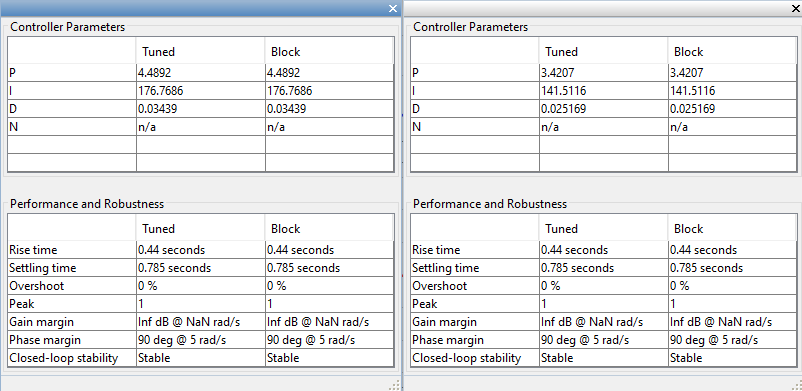 Controller Parameters
Tuned Block
P 4.4892 4.4892
I 176.7686 176.7686
D 0.03439 0.03439
N n/a n/a
Performance and Robustness
Tuned Block
Rise time 0.44 seconds 0.44 seconds
Settling time 0.785 seconds 0.785 seconds
Overshoot 0 % 0 %
Peak 1 1
Gain margin Inf dB @ NaN rad/s Inf dB @ NaN rad/s
Phase margin 90 deg @ 5 rad/s 90 deg @ 5 rad/s
Closed-loop stability Stable Stable
Controller Parameters
Tuned Block
P 3.4207 3.4207
I 141.5116 141.5116
D 0.025169 0.025169
N n/a n/a
Performance and Robustness
Tuned Block
Rise time 0.44 seconds 0.44 seconds
Settling time 0.785 seconds 0.785 seconds
Overshoot 0 % 0 %
Peak 1 1
Gain margin Inf dB @ NaN rad/s Inf dB @ NaN rad/s
Phase margin 90 deg @ 5 rad/s 90 deg @ 5 rad/s
Closed-loop stability Stable Stable